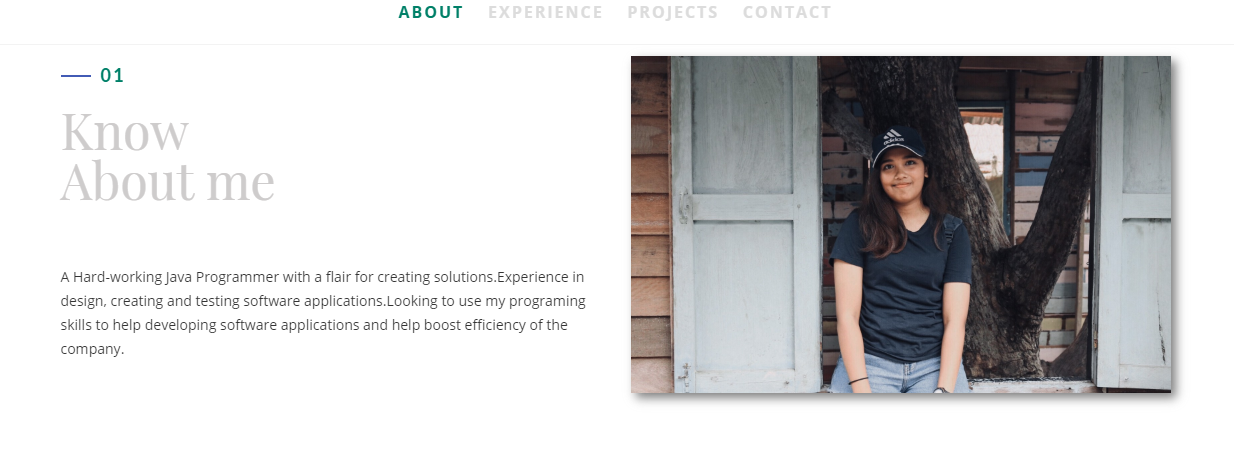 ABOUT EXPERIENCE PROJECTS CONTACT
01
Know
About me
A Hard-working Java Programmer with a flair for creating solutions.Experience in
design, creating and testing software applications.Looking to use my programing
skills to help developing software applications and help boost efficiency of the
company.
adidas